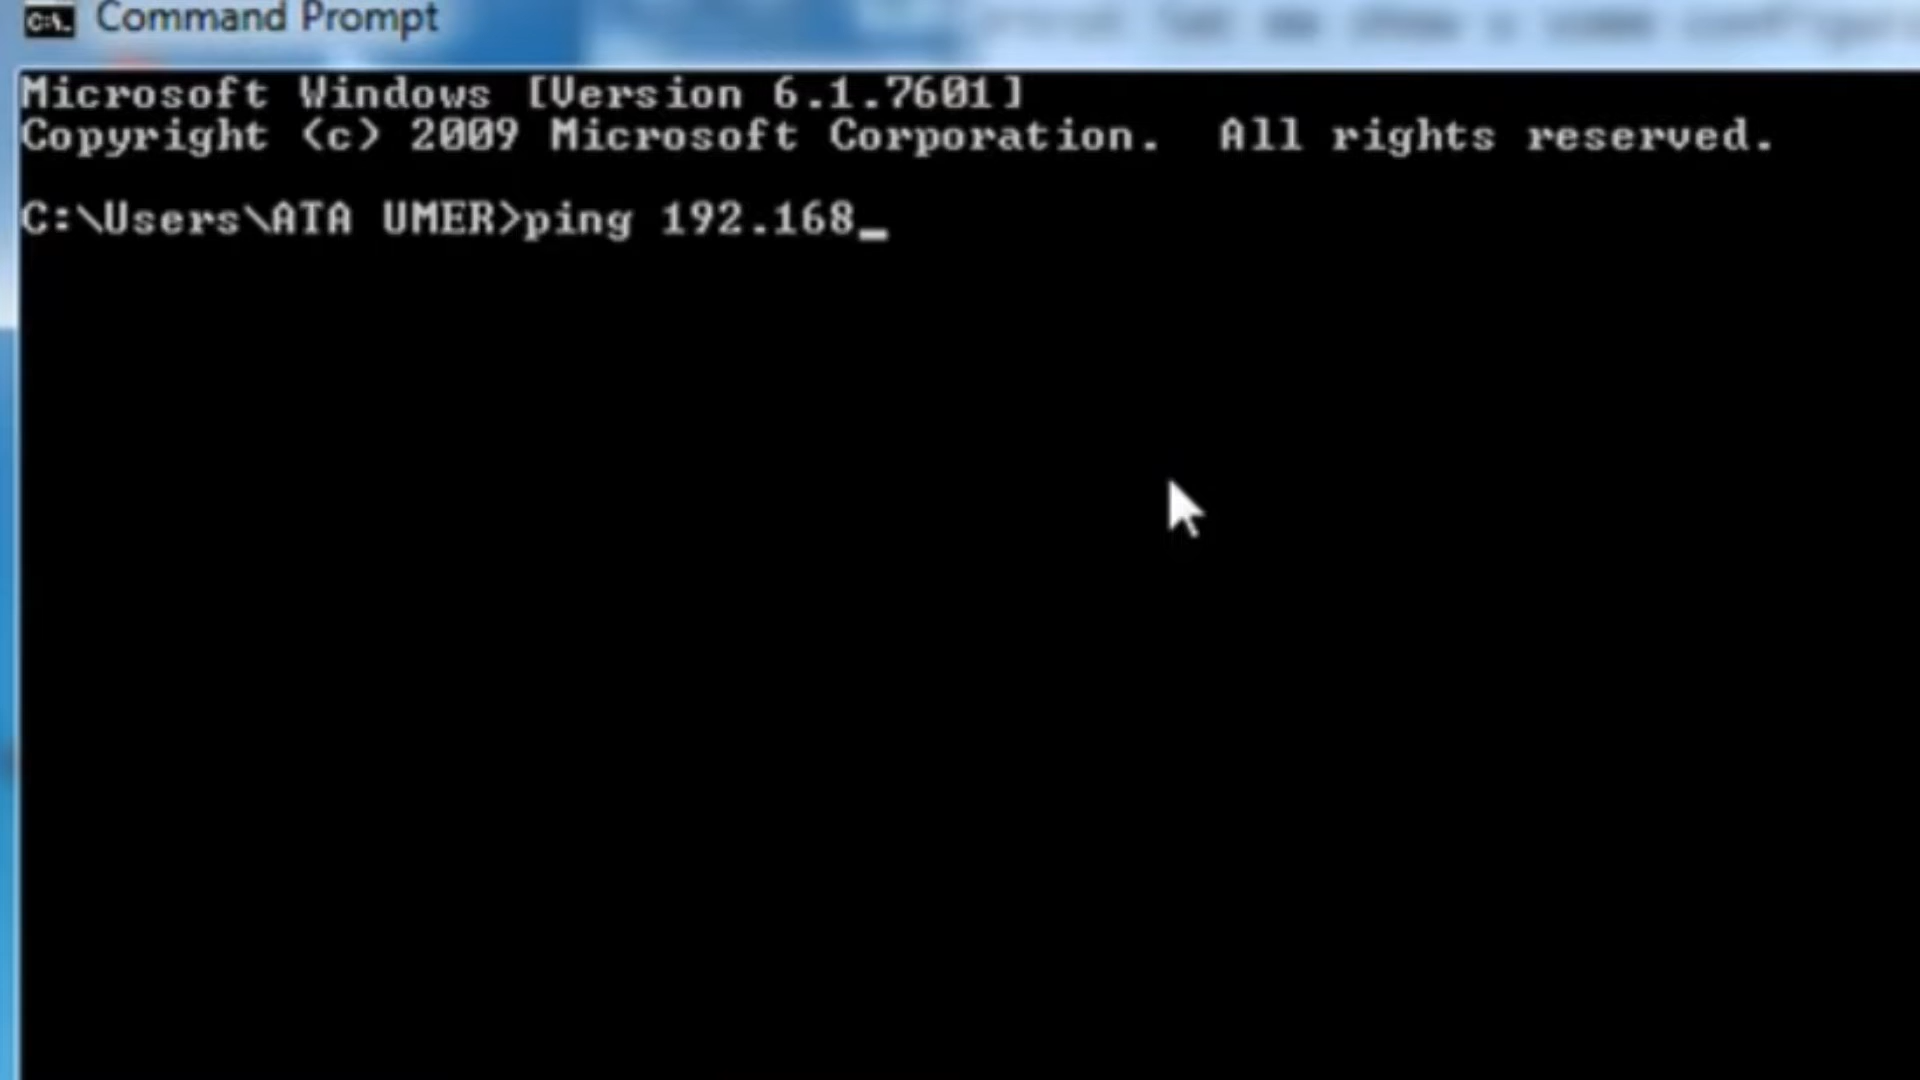 Command Prompt
Microsoft Windows [Version 6.1.7601]
Copyright (c) 2009 Microsoft Corporation.  All rights reserved.
C:\Users\ATA UMER>ping 192.168_